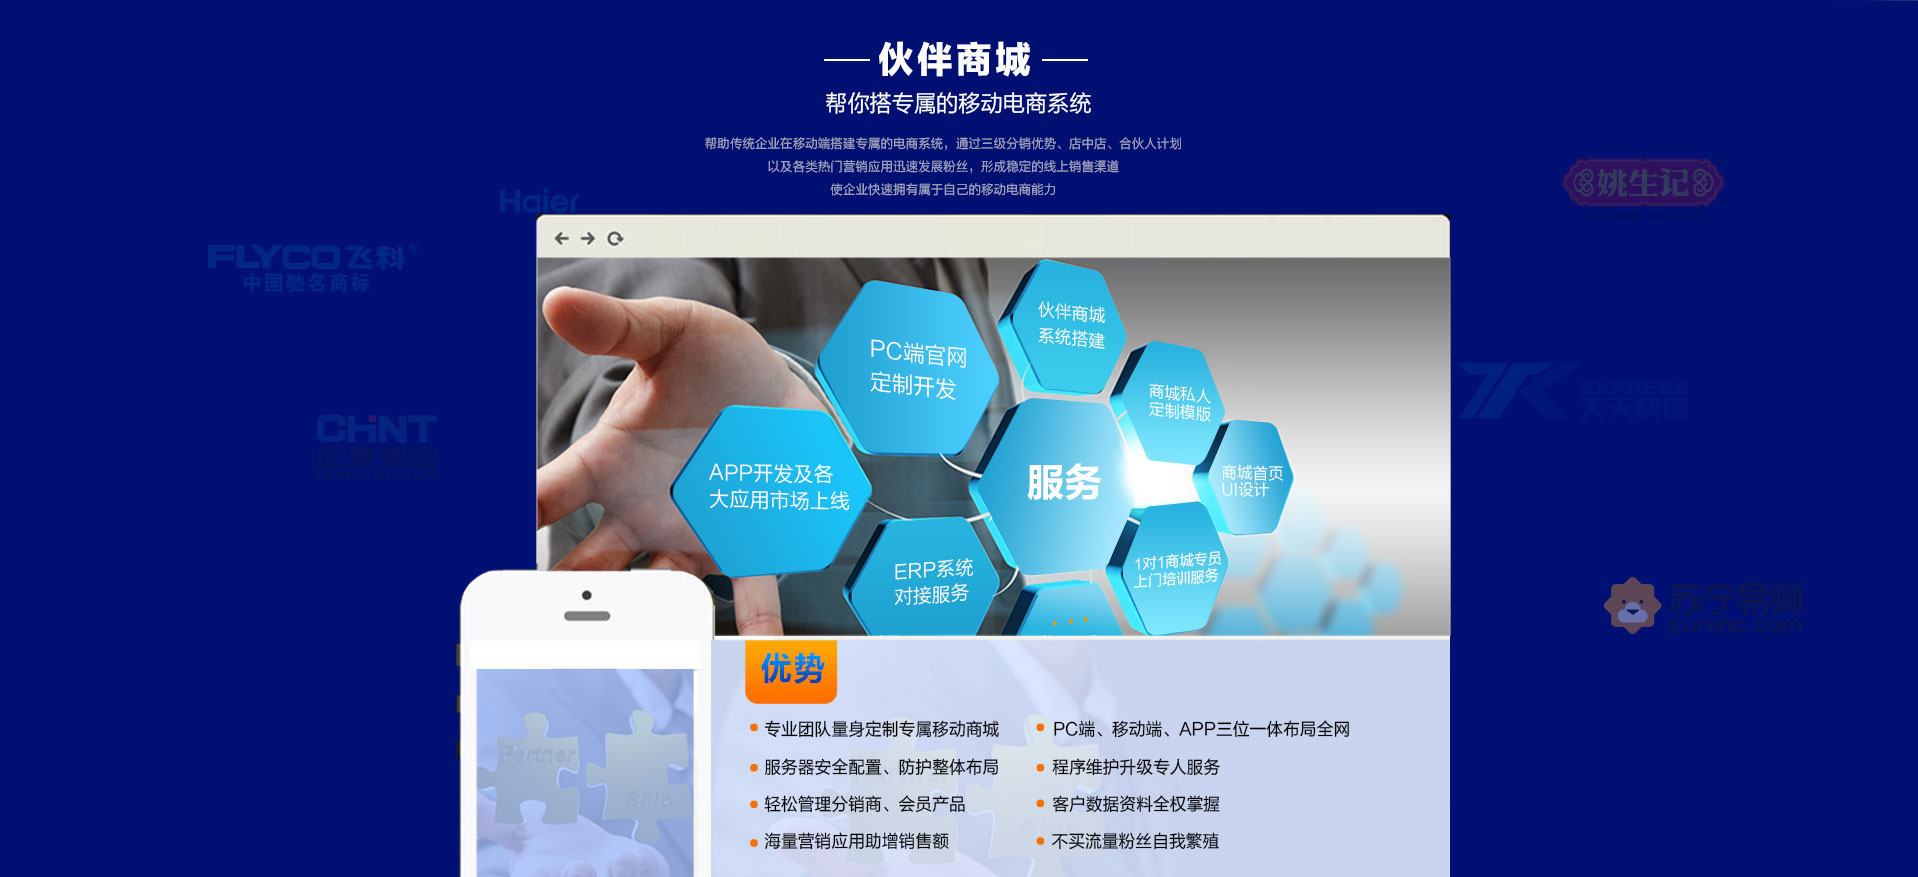 伙伴商城
帮你搭专属的移动电商系统
帮助传统企业在移动端搭建专属的电商系统，通过三级分销优势、店中店、合伙人计划
以及各类热门营销应用迅速发展粉丝，形成稳定的线上销售渠道
使企业快速拥有属于自己的移动电商能力
Haier
姚生记
FLYCO飞科®
中国驰名商标
伙伴商城
系统搭建
PC端官网
定制开发
商城私人
定制模版
EXPRESS
天天快递
CHNT
正泰集团
APP开发及各
大应用市场上线
服务
商城首页
UI设计
ERP系统
对接服务
1对1商城专员
上门培训服务
苏宁易购
suning.com
优势
专业团队量身定制专属移动商城
PC端、移动端、APP三位一体布局全网
服务器安全配置、防护整体布局
程序维护升级专人服务
轻松管理分销商、会员产品
客户数据资料全权掌握
海量营销应用助增销售额
不买流量粉丝自我繁殖
Partner
Ship